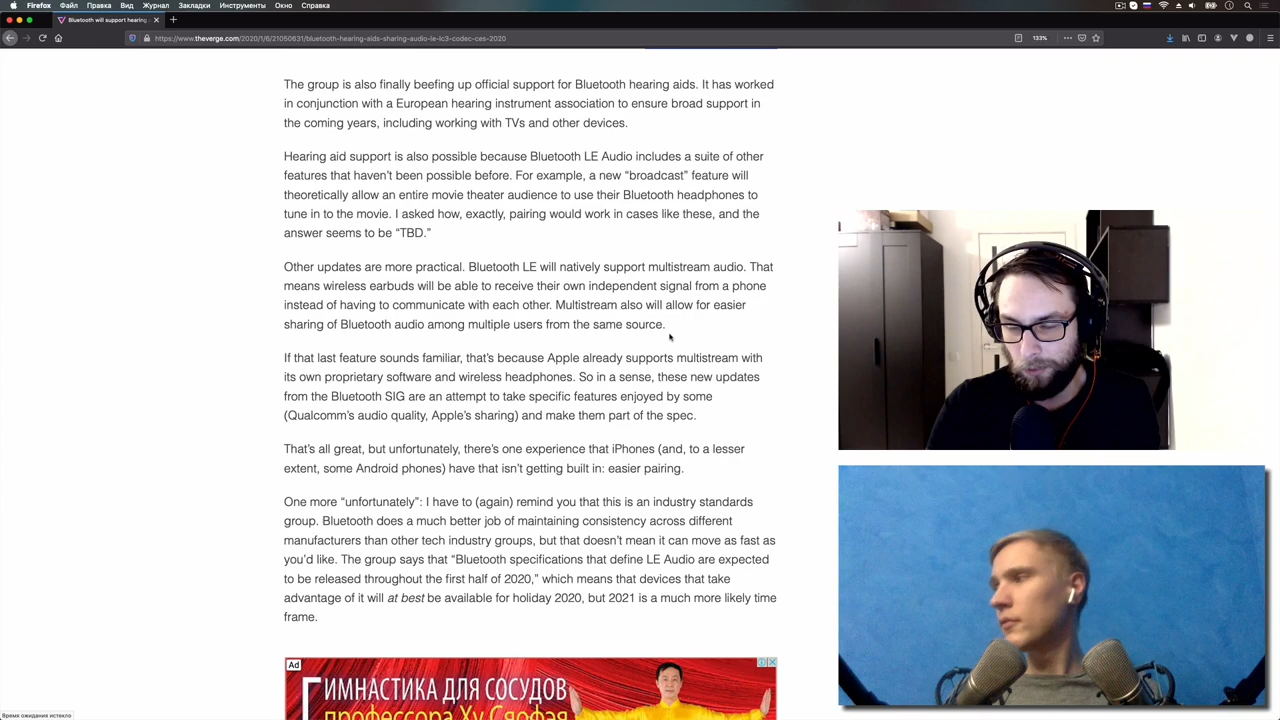 Firefox Файл Правка Вид Журнал Закладки Инструменты Окно Справка
Bluetooth will support hearing
https://www.theverge.com/2020/1/6/21050631/bluetooth-hearing-aids-sharing-audio-le-lc3-codec-ces-2020
133%
The group is also finally beefing up official support for Bluetooth hearing aids. It has worked
in conjunction with a European hearing instrument association to ensure broad support in
the coming years, including working with TVs and other devices.
Hearing aid support is also possible because Bluetooth LE Audio includes a suite of other
features that haven’t been possible before. For example, a new “broadcast” feature will
theoretically allow an entire movie theater audience to use their Bluetooth headphones to
tune in to the movie. I asked how, exactly, pairing would work in cases like these, and the
answer seems to be “TBD.”
Other updates are more practical. Bluetooth LE will natively support multistream audio. That
means wireless earbuds will be able to receive their own independent signal from a phone
instead of having to communicate with each other. Multistream also will allow for easier
sharing of Bluetooth audio among multiple users from the same source.
If that last feature sounds familiar, that’s because Apple already supports multistream with
its own proprietary software and wireless headphones. So in a sense, these new updates
from the Bluetooth SIG are an attempt to take specific features enjoyed by some
(Qualcomm’s audio quality, Apple’s sharing) and make them part of the spec.
That’s all great, but unfortunately, there’s one experience that iPhones (and, to a lesser
extent, some Android phones) have that isn’t getting built in: easier pairing.
One more “unfortunately”: I have to (again) remind you that this is an industry standards
group. Bluetooth does a much better job of maintaining consistency across different
manufacturers than other tech industry groups, but that doesn’t mean it can move as fast as
you’d like. The group says that “Bluetooth specifications that define LE Audio are expected
to be released throughout the first half of 2020,” which means that devices that take
advantage of it will at best be available for holiday 2020, but 2021 is a much more likely time
frame.
Ad
ГИМНАСТИКА ДЛЯ СОСУДОВ
профессора
Время ожидания истекло